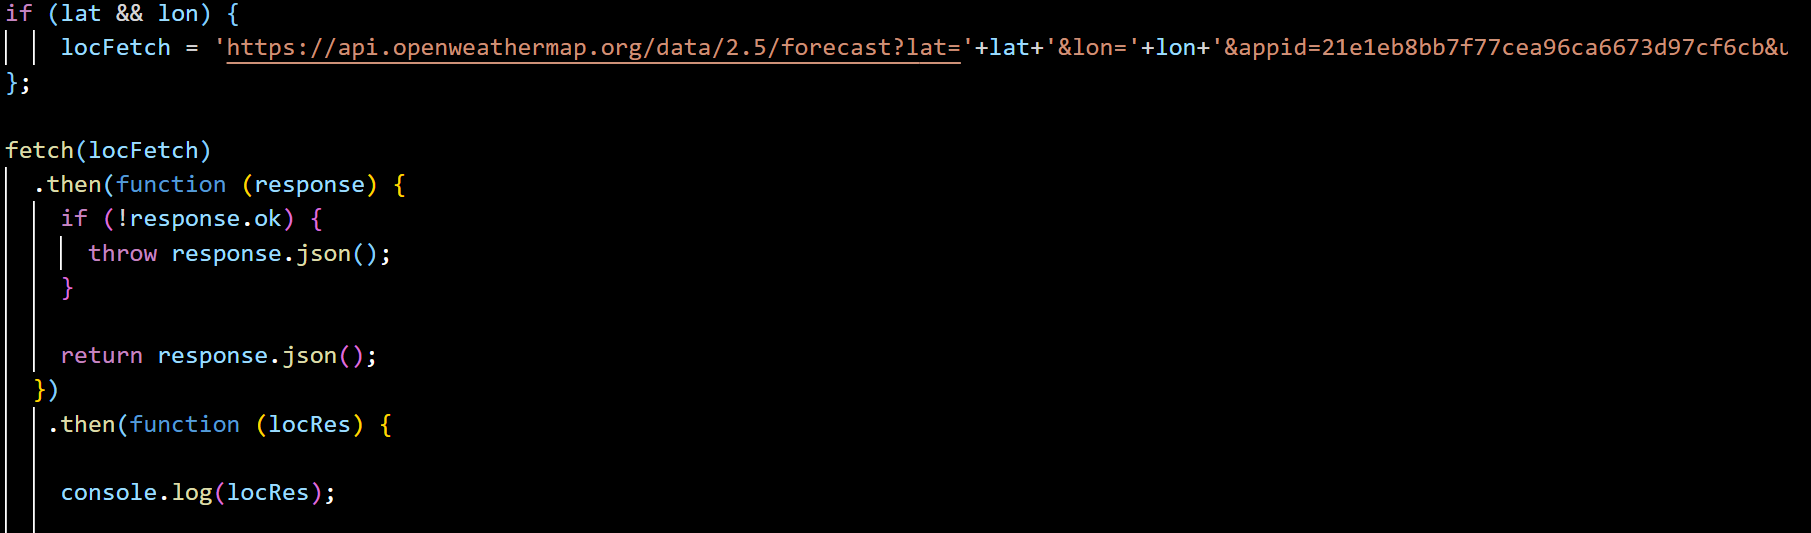 if (lat && lon) {
locFetch = 'https://api.openweathermap.org/data/2.5/forecast?lat='+lat+'&lon='+lon+'&appid=21e1eb8bb7f77cea96ca6673d97cf6cb&u
};
fetch(locFetch)
.then(function (response) {
if (!response.ok) {
throw response.json();
}
return response.json();
})
.then(function (locRes) {
console.log(locRes);